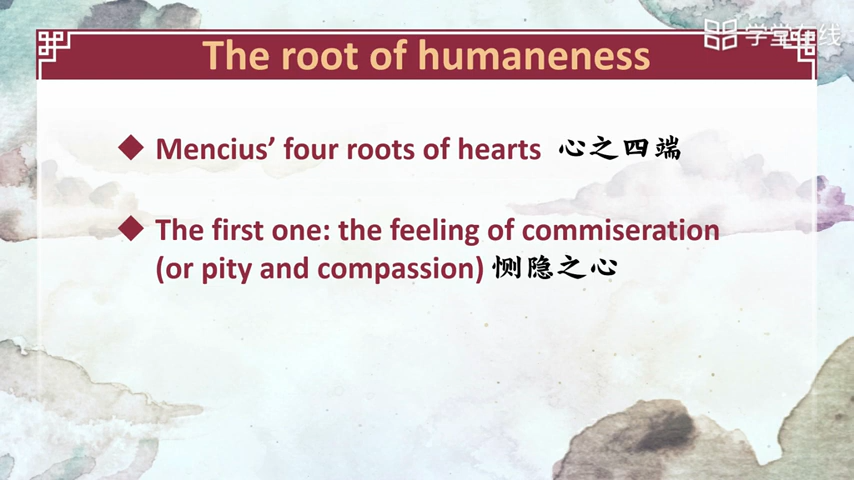 学堂在线
The root of humaneness
Mencius’ four roots of hearts 心之四端
The first one: the feeling of commiseration
(or pity and compassion) 恻隐之心